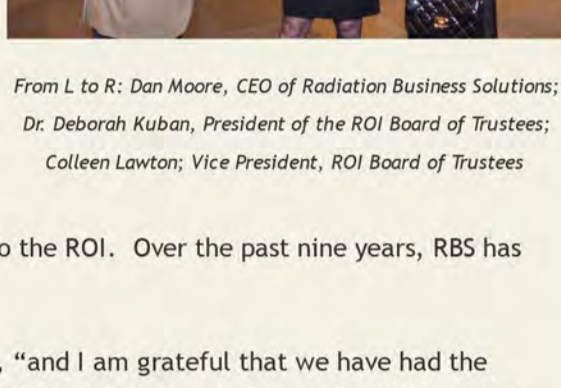 From L to R: Dan Moore, CEO of Radiation Business Solutions;
Dr. Deborah Kuban, President of the ROI Board of Trustees;
Colleen Lawton; Vice President, ROI Board of Trustees
o the ROI. Over the past nine years, RBS has
, “and I am grateful that we have had the